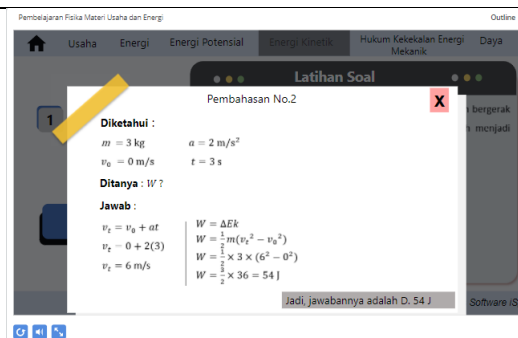 Pembelajaran Fisika Materi Usaha dan Energi
Outline
Usaha
Energi
Energi Potensial
Energi Kinetik
Hukum Kekekalan Energi
Mekanik
Daya
Latihan Soal
1
bergerak
menjadi
Pembahasan No.2
X
Diketahui :
m = 3 kg a = 2 m/s²
v₀ = 0 m/s t = 3 s
Ditanya : W ?
Jawab :
vₜ = v₀ + at
vₜ = 0 + 2(3)
vₜ = 6 m/s
W = ΔEk
W = 1/2 m(vₜ² − v₀²)
W = 1/2 × 3 × (6² − 0²)
W = 3/2 × 36 = 54 J
Jadi, jawabannya adalah D. 54 J
Software iS